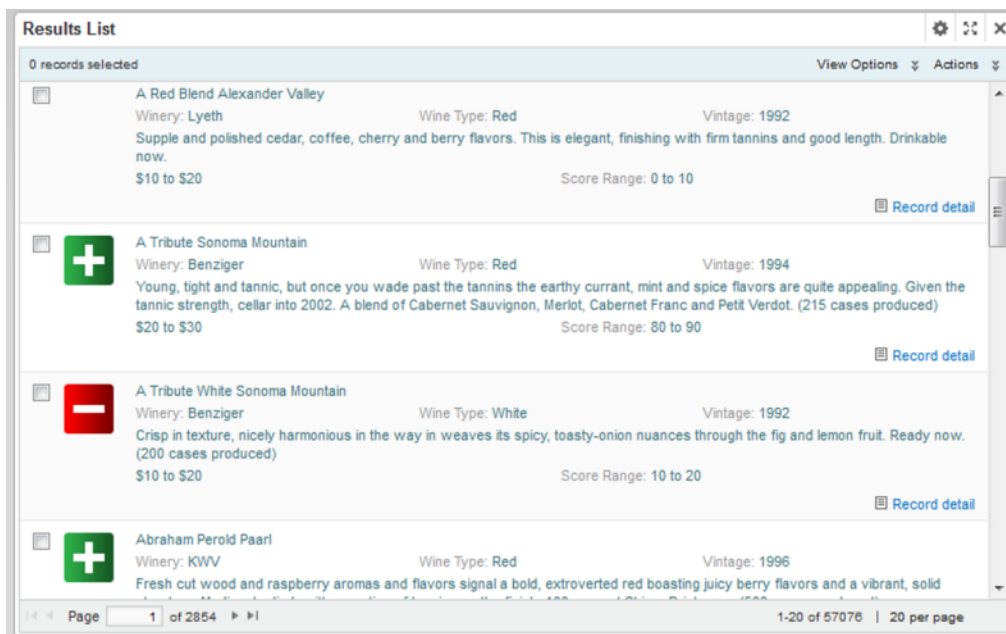 Results List
0 records selected View Options Actions
A Red Blend Alexander Valley
Winery: Lyeth Wine Type: Red Vintage: 1992
Supple and polished cedar, coffee, cherry and berry flavors. This is elegant, finishing with firm tannins and good length. Drinkable
now.
$10 to $20 Score Range: 0 to 10
Record detail
A Tribute Sonoma Mountain
Winery: Benziger Wine Type: Red Vintage: 1994
Young, tight and tannic, but once you wade past the tannins the earthy currant, mint and spice flavors are quite appealing. Given the
tannic strength, cellar into 2002. A blend of Cabernet Sauvignon, Merlot, Cabernet Franc and Petit Verdot. (215 cases produced)
$20 to $30 Score Range: 80 to 90
Record detail
A Tribute White Sonoma Mountain
Winery: Benziger Wine Type: White Vintage: 1992
Crisp in texture, nicely harmonious in the way in weaves its spicy, toasty-onion nuances through the fig and lemon fruit. Ready now.
(200 cases produced)
$10 to $20 Score Range: 10 to 20
Record detail
Abraham Perold Paarl
Winery: KWV Wine Type: Red Vintage: 1996
Fresh cut wood and raspberry aromas and flavors signal a bold, extroverted red boasting juicy berry flavors and a vibrant, solid
Page 1 of 2854 1-20 of 57076 | 20 per page